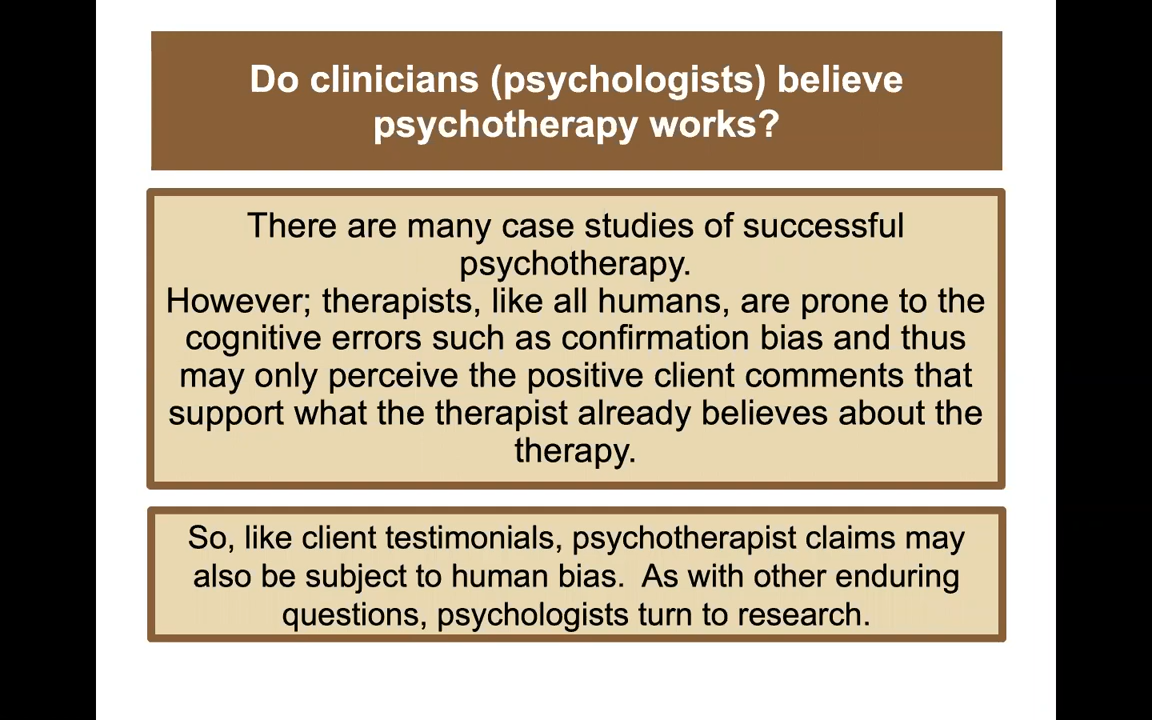 Do clinicians (psychologists) believe
psychotherapy works?
There are many case studies of successful
psychotherapy.
However; therapists, like all humans, are prone to the
cognitive errors such as confirmation bias and thus
may only perceive the positive client comments that
support what the therapist already believes about the
therapy.
So, like client testimonials, psychotherapist claims may
also be subject to human bias.  As with other enduring
questions, psychologists turn to research.